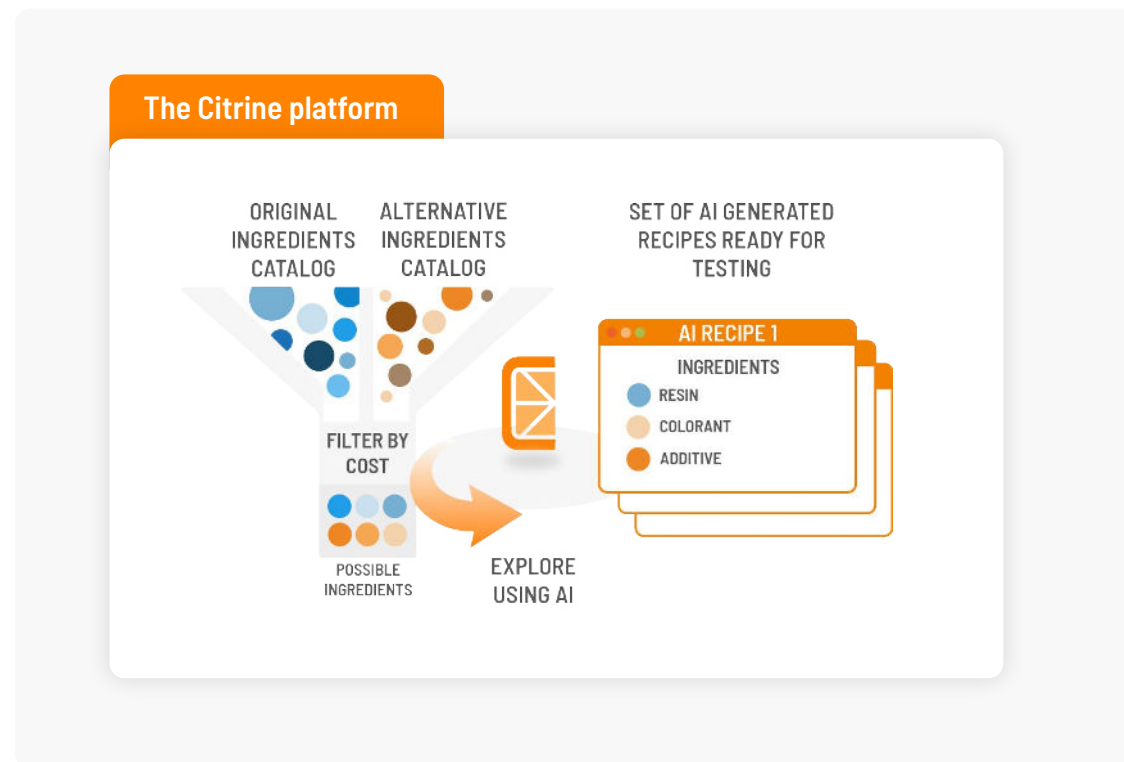 The Citrine platform
ORIGINAL
INGREDIENTS
CATALOG
ALTERNATIVE
INGREDIENTS
CATALOG
SET OF AI GENERATED
RECIPES READY FOR
TESTING
AI RECIPE 1
INGREDIENTS
RESIN
COLORANT
ADDITIVE
FILTER BY
COST
POSSIBLE
INGREDIENTS
EXPLORE
USING AI